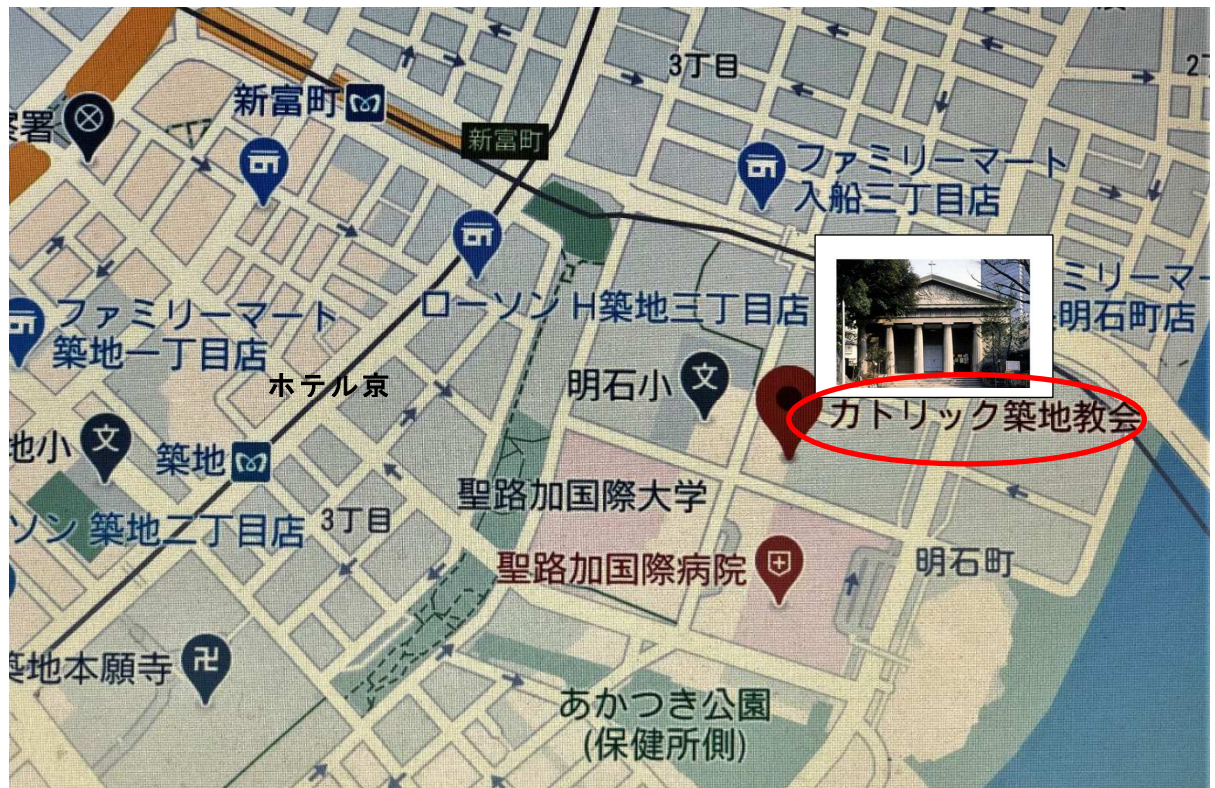 3丁目
新富町
署
新富町
ファミリーマート
入船三丁目店
ローソン H築地三丁目店
ミリーマー
明石町店
ファミリーマート
築地一丁目店
ホテル京
明石小
文
カトリック築地教会
地小
文
築地
聖路加国際大学
ソン 築地二丁目店
3丁目
聖路加国際病院
明石町
築地本願寺
卍
あかつき公園
(保健所側)